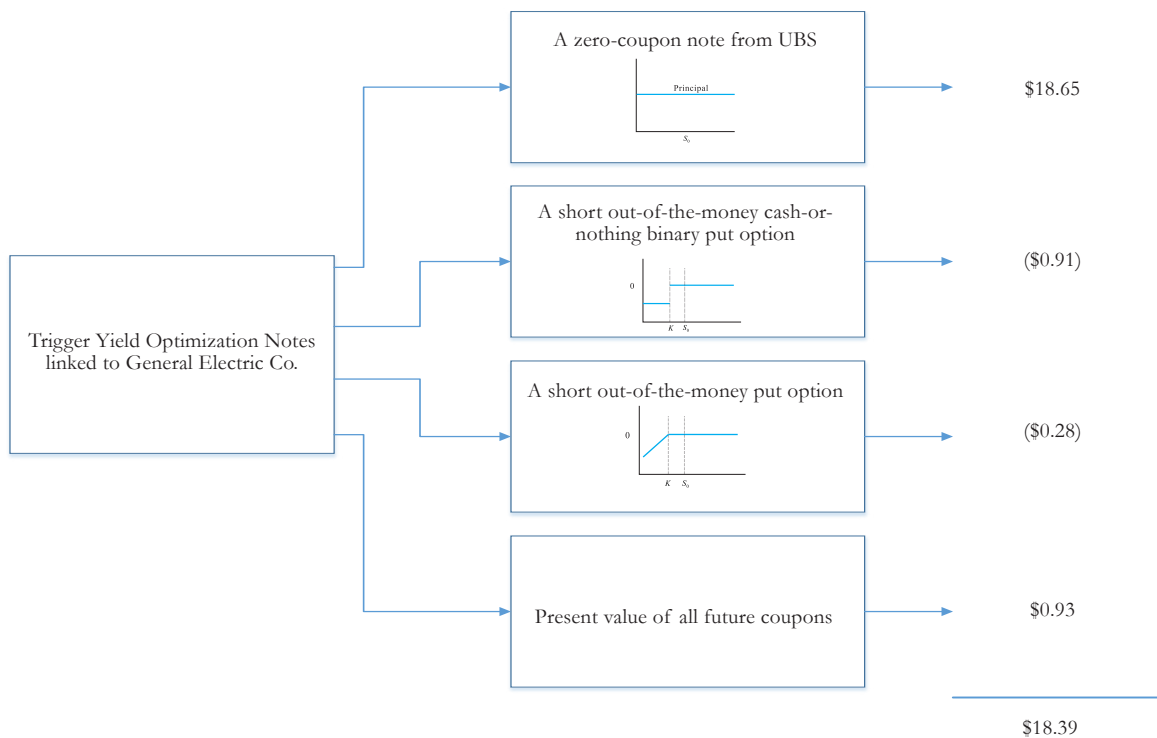 A zero-coupon note from UBS
Principal
S₀
$18.65
A short out-of-the-money cash-or-
nothing binary put option
0
K
S₀
($0.91)
Trigger Yield Optimization Notes
linked to General Electric Co.
A short out-of-the-money put option
0
K
S₀
($0.28)
Present value of all future coupons
$0.93
$18.39